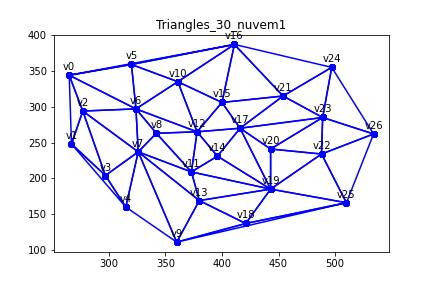 Triangles_30_nuvem1
400
350
300
250
200
150
100
v16
v5
v24
v0
v10
v21
v15
v2
v6
v23
v12
v17
v8
v26
v1
v7
v14
v20
v22
v3
v11
v19
v4
v13
v25
v18
v9
300
350
400
450
500